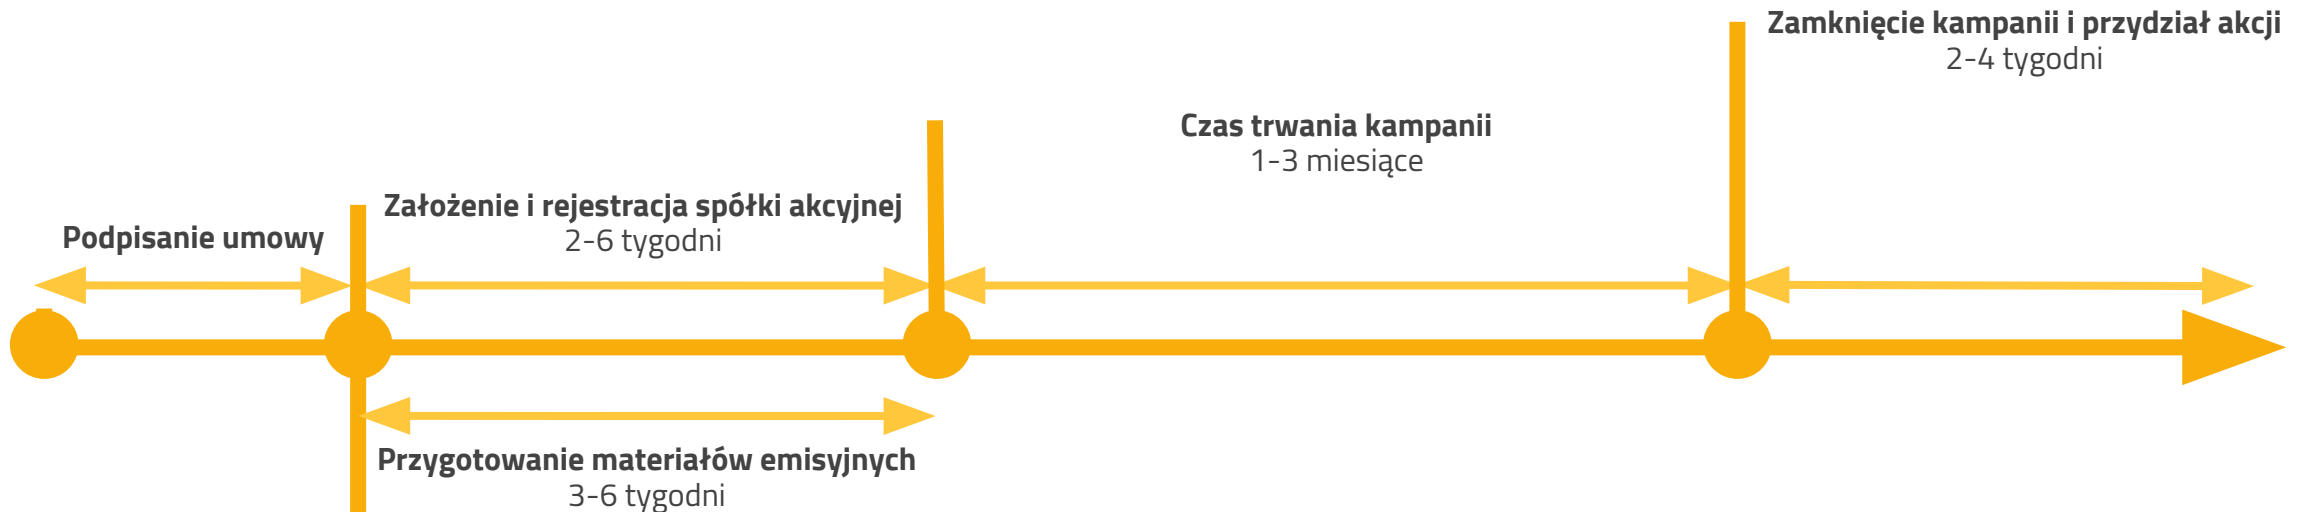 Podpisanie umowy
Założenie i rejestracja spółki akcyjnej
2-6 tygodni
Przygotowanie materiałów emisyjnych
3-6 tygodni
Czas trwania kampanii
1-3 miesiące
Zamknięcie kampanii i przydział akcji
2-4 tygodni